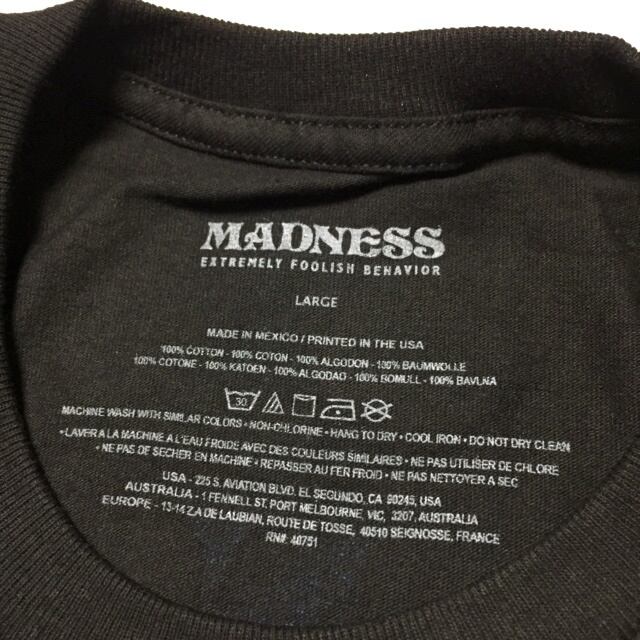 MADNESS
EXTREMELY FOOLISH BEHAVIOR
LARGE
MADE IN MEXICO / PRINTED IN THE USA
100% COTTON - 100% COTON - 100% ALGODON - 100% BAUMWOLLE
100% COTONE - 100% KATOEN - 100% ALGODAO - 100% BOMULL - 100% BAVLNA
30
MACHINE WASH WITH SIMILAR COLORS • NON-CHLORINE • HANG TO DRY • COOL IRON • DO NOT DRY CLEAN
• LAVER A LA MACHINE A L'EAU FROIDE AVEC DES COULEURS SIMILAIRES • NE PAS UTILISER DE CHLORE
• NE PAS DE SECHER EN MACHINE • REPASSER AU FER FROID • NE PAS NETTOYER A SEC
USA - 225 S. AVIATION BLVD. EL SEGUNDO, CA 90245, USA
AUSTRALIA - 1 FENNELL ST, PORT MELBOURNE, VIC, 3207, AUSTRALIA
EUROPE - 13-14 ZA DE LAUBIAN, ROUTE DE TOSSE, 40510 SEIGNOSSE, FRANCE
RN#: 40751